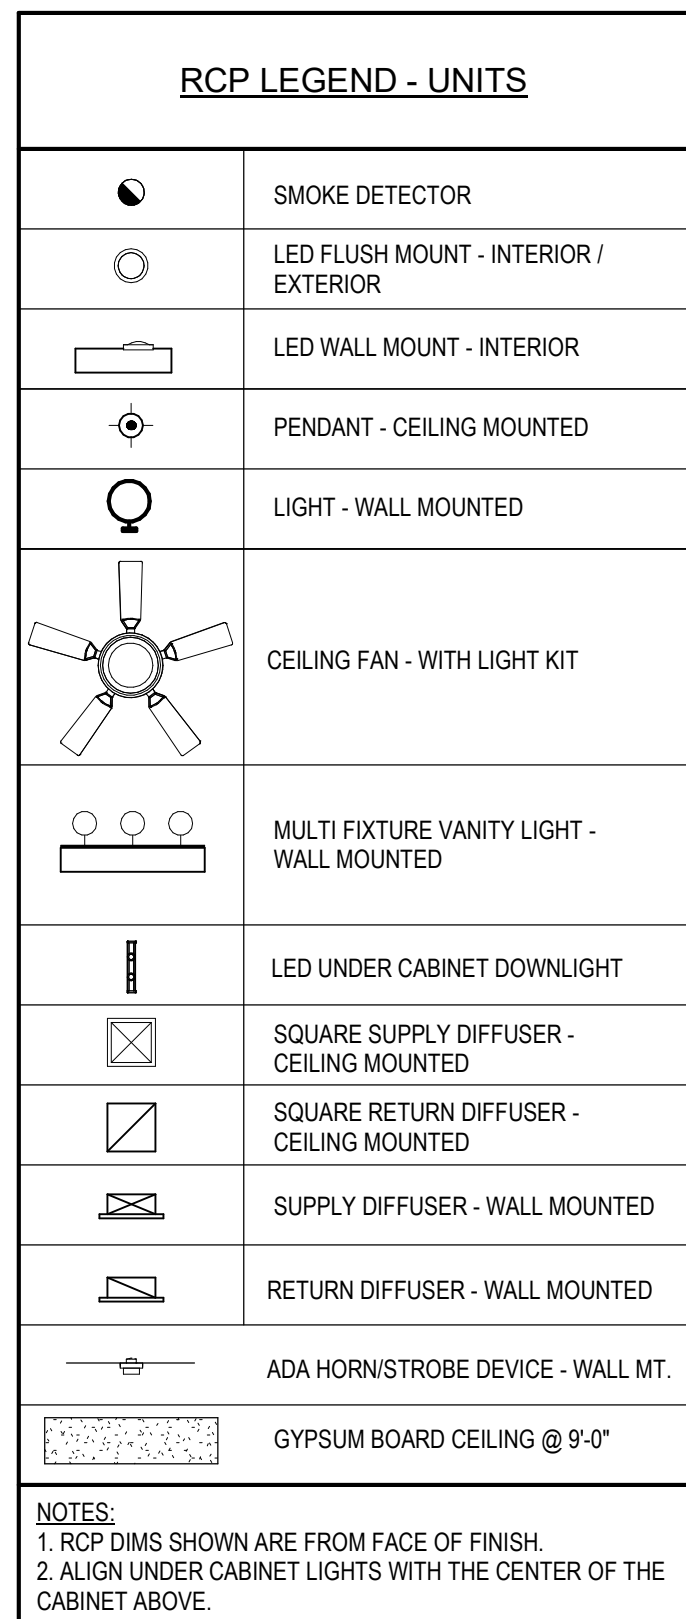 RCP LEGEND - UNITS
SMOKE DETECTOR
LED FLUSH MOUNT - INTERIOR /
EXTERIOR
LED WALL MOUNT - INTERIOR
PENDANT - CEILING MOUNTED
LIGHT - WALL MOUNTED
CEILING FAN - WITH LIGHT KIT
MULTI FIXTURE VANITY LIGHT -
WALL MOUNTED
LED UNDER CABINET DOWNLIGHT
SQUARE SUPPLY DIFFUSER -
CEILING MOUNTED
SQUARE RETURN DIFFUSER -
CEILING MOUNTED
SUPPLY DIFFUSER - WALL MOUNTED
RETURN DIFFUSER - WALL MOUNTED
ADA HORN/STROBE DEVICE - WALL MT.
GYPSUM BOARD CEILING @ 9'-0"
NOTES:
1. RCP DIMS SHOWN ARE FROM FACE OF FINISH.
2. ALIGN UNDER CABINET LIGHTS WITH THE CENTER OF THE
CABINET ABOVE.